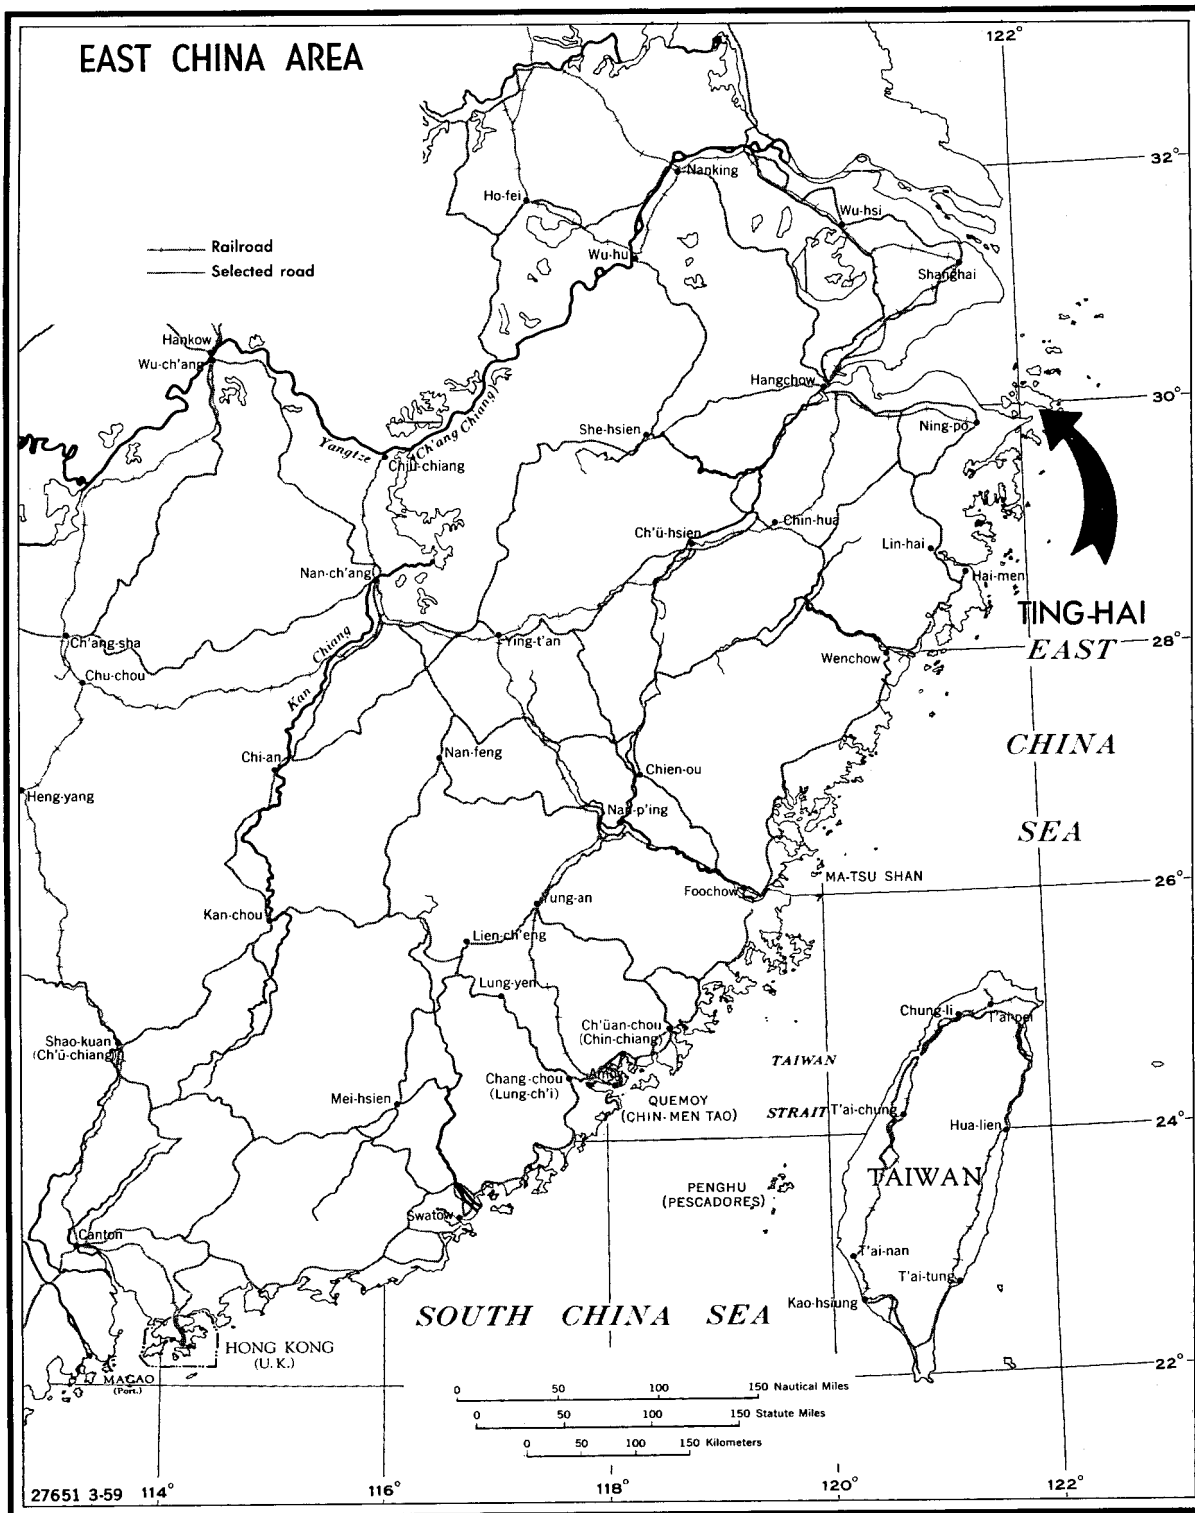 EAST CHINA AREA
122°
32°
Nanking
Ho-fei
Wu-hsi
Railroad
Wu-hu
Shanghai
Selected road
Hankow
Wu-ch'ang
Hangchow
30°
Ning-po
She-hsien
Yangtze
(Ch'ang Chiang)
Chiu-chiang
Ch'ü-hsien
Chin-hua
Lin-hai
Nan-ch'ang
Hai-men
TING-HAI
Ch'ang-sha
Chiang
Ying-t'an
28°
EAST
Wenchow
Chu-chou
Kan
CHINA
Chi-an
Nan-feng
Chien-ou
Heng-yang
Nan-p'ing
SEA
MA-TSU SHAN
26°
Foochow
Yung-an
Kan-chou
Lien-ch'eng
Lung-yen
Chung-li
T'ai-pei
Ch'üan-chou
(Chin-chiang)
Shao-kuan
(Ch'ü-chiang)
TAIWAN
Amoy
Chang-chou
(Lung-ch'i)
Mei-hsien
QUEMOY
(CHIN-MEN TAO)
STRAIT
T'ai-chung
24°
Hua-lien
TAIWAN
PENGHU
(PESCADORES)
Swatow
Canton
T'ai-nan
T'ai-tung
Kao-hsiung
SOUTH CHINA SEA
HONG KONG
(U.K.)
22°
MACAO
(Port.)
0 50 100 150 Nautical Miles
0 50 100 150 Statute Miles
0 50 100 150 Kilometers
27651 3-59
114°
116°
118°
120°
122°